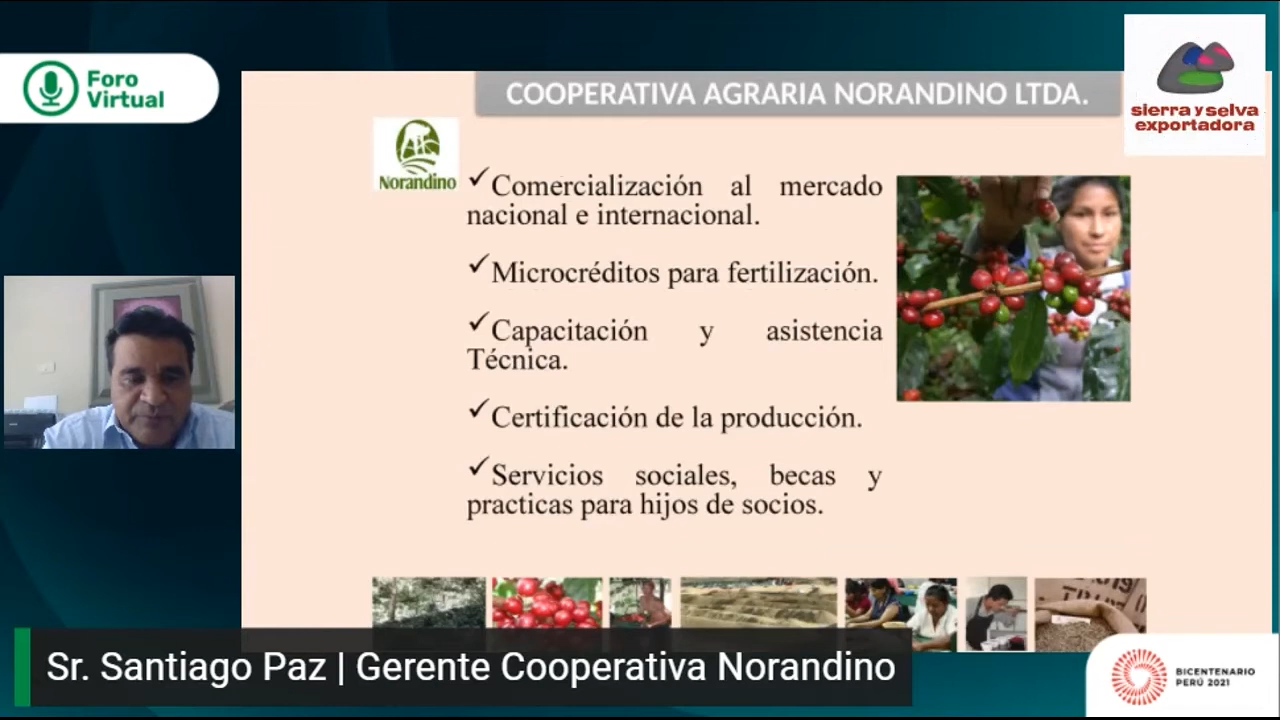 Foro
Virtual
COOPERATIVA AGRARIA NORANDINO LTDA.
sierra y selva
exportadora
Norandino
✓Comercialización al mercado
nacional e internacional.
✓Microcréditos para fertilización.
✓Capacitación y asistencia
Técnica.
✓Certificación de la producción.
✓Servicios sociales, becas y
practicas para hijos de socios.
Sr. Santiago Paz | Gerente Cooperativa Norandino
BICENTENARIO
PERÚ 2021